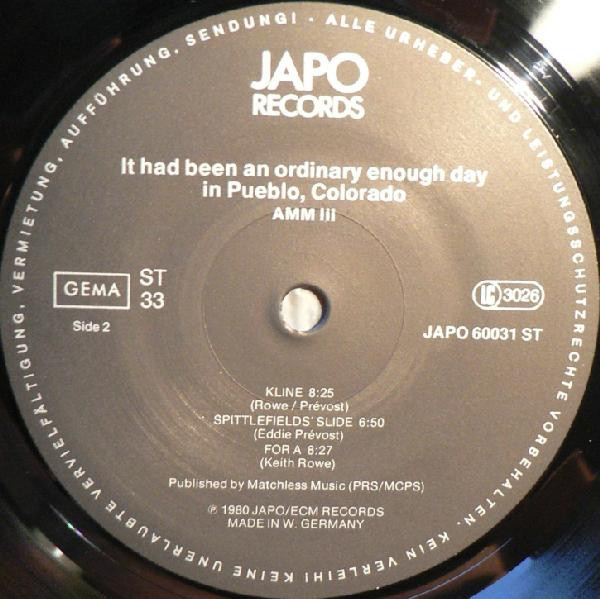 JAPO
RECORDS
It had been an ordinary enough day
in Pueblo, Colorado
AMM III
GEMA
ST
33
Side 2
LC 3026
JAPO 60031 ST
KLINE 8:25
(Rowe / Prévost)
SPITTLEFIELDS' SLIDE 6:50
(Eddie Prévost)
FOR A 8:27
(Keith Rowe)
Published by Matchless Music (PRS/MCPS)
℗ 1980 JAPO/ECM RECORDS
MADE IN W. GERMANY
· ALLE URHEBER- UND LEISTUNGSSCHUTZRECHTE VORBEHALTEN. KEIN VERLEIH! KEINE UNERLAUBTE VERVIELFÄLTIGUNG, VERMIETUNG, AUFFÜHRUNG, SENDUNG!